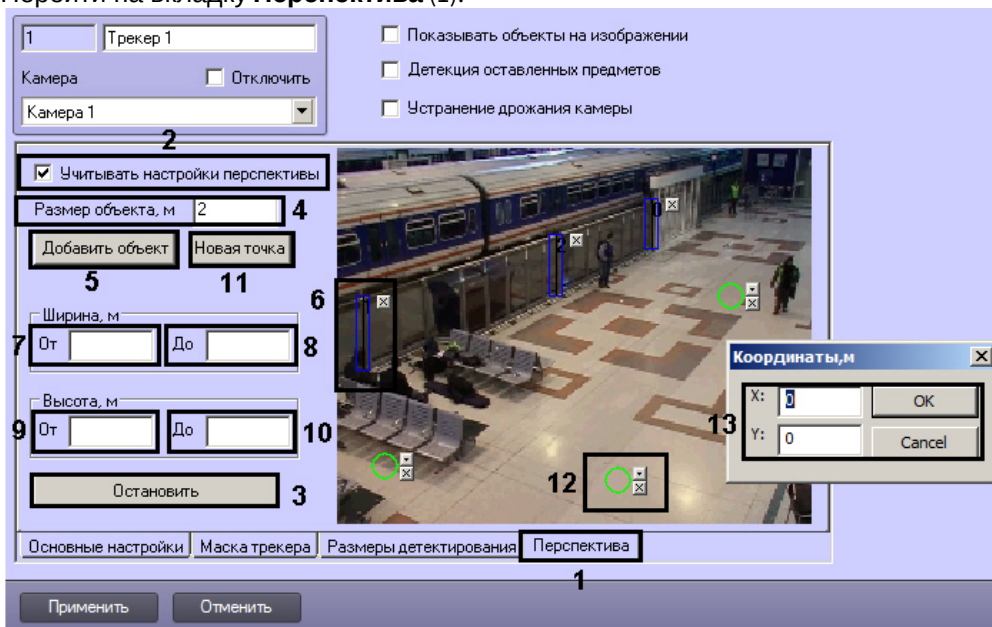 Перейти на вкладку Перспектива (1).
1 Трекер 1
Показывать объекты на изображении
Камера Отключить
Детекция оставленных предметов
Камера 1
Устранение дрожания камеры
2
Учитывать настройки перспективы
Размер объекта, м 2 4
Добавить объект Новая точка
5 11
6
Ширина, м
7 От До 8
Высота, м
9 От До 10
Остановить 3
0
2
1
12
Координаты,м
X: 0 OK
13
Y: 0 Cancel
Основные настройки Маска трекера Размеры детектирования Перспектива
1
Применить Отменить